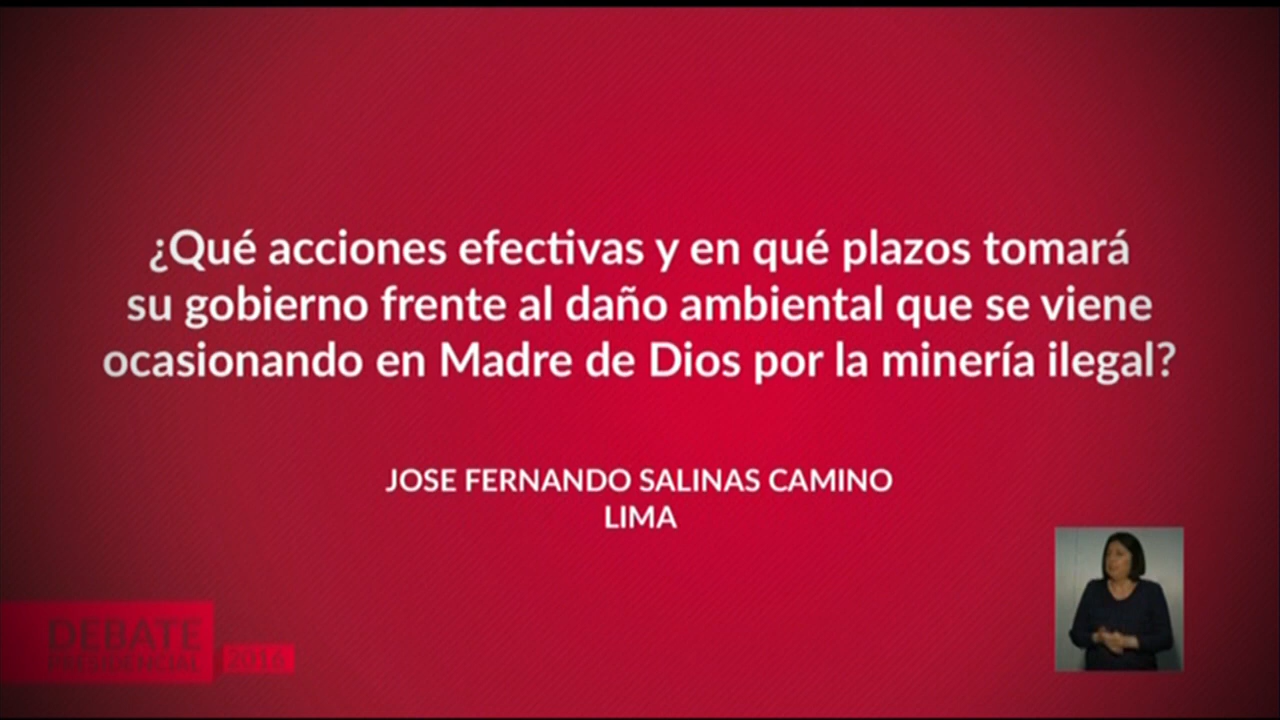 ¿Qué acciones efectivas y en qué plazos tomará
su gobierno frente al daño ambiental que se viene
ocasionando en Madre de Dios por la minería ilegal?
JOSE FERNANDO SALINAS CAMINO
LIMA
DEBATE
PRESIDENCIAL 2016